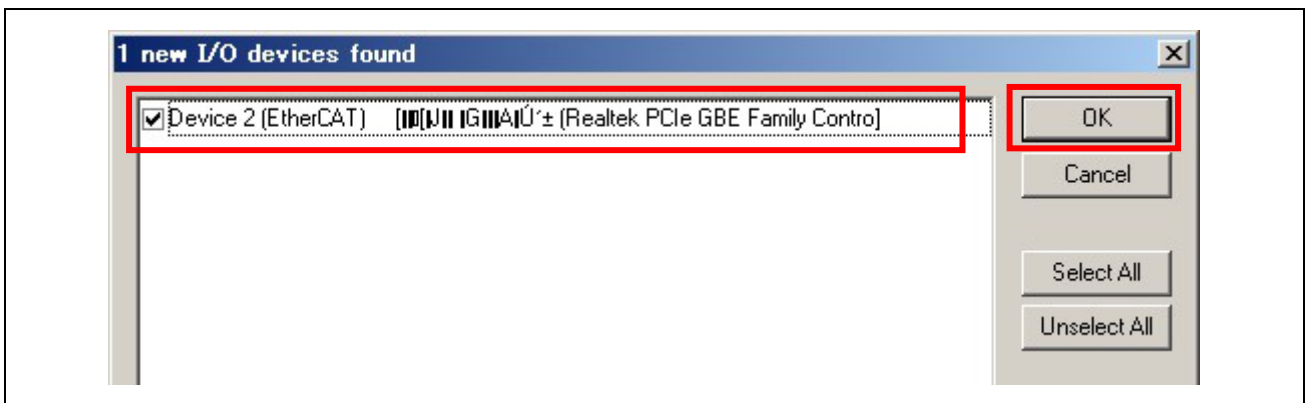 1 new I/O devices found
Device 2 (EtherCAT) (Realtek PCIe GBE Family Contro]
OK
Cancel
Select All
Unselect All